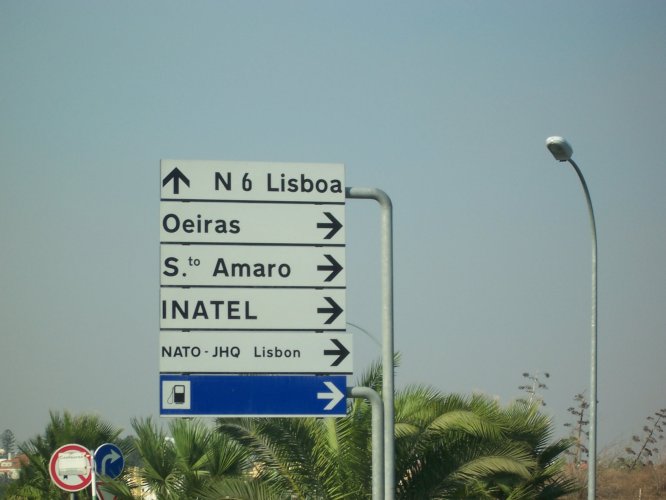 N 6 Lisboa
Oeiras
S.to Amaro
INATEL
NATO - JHQ Lisbon